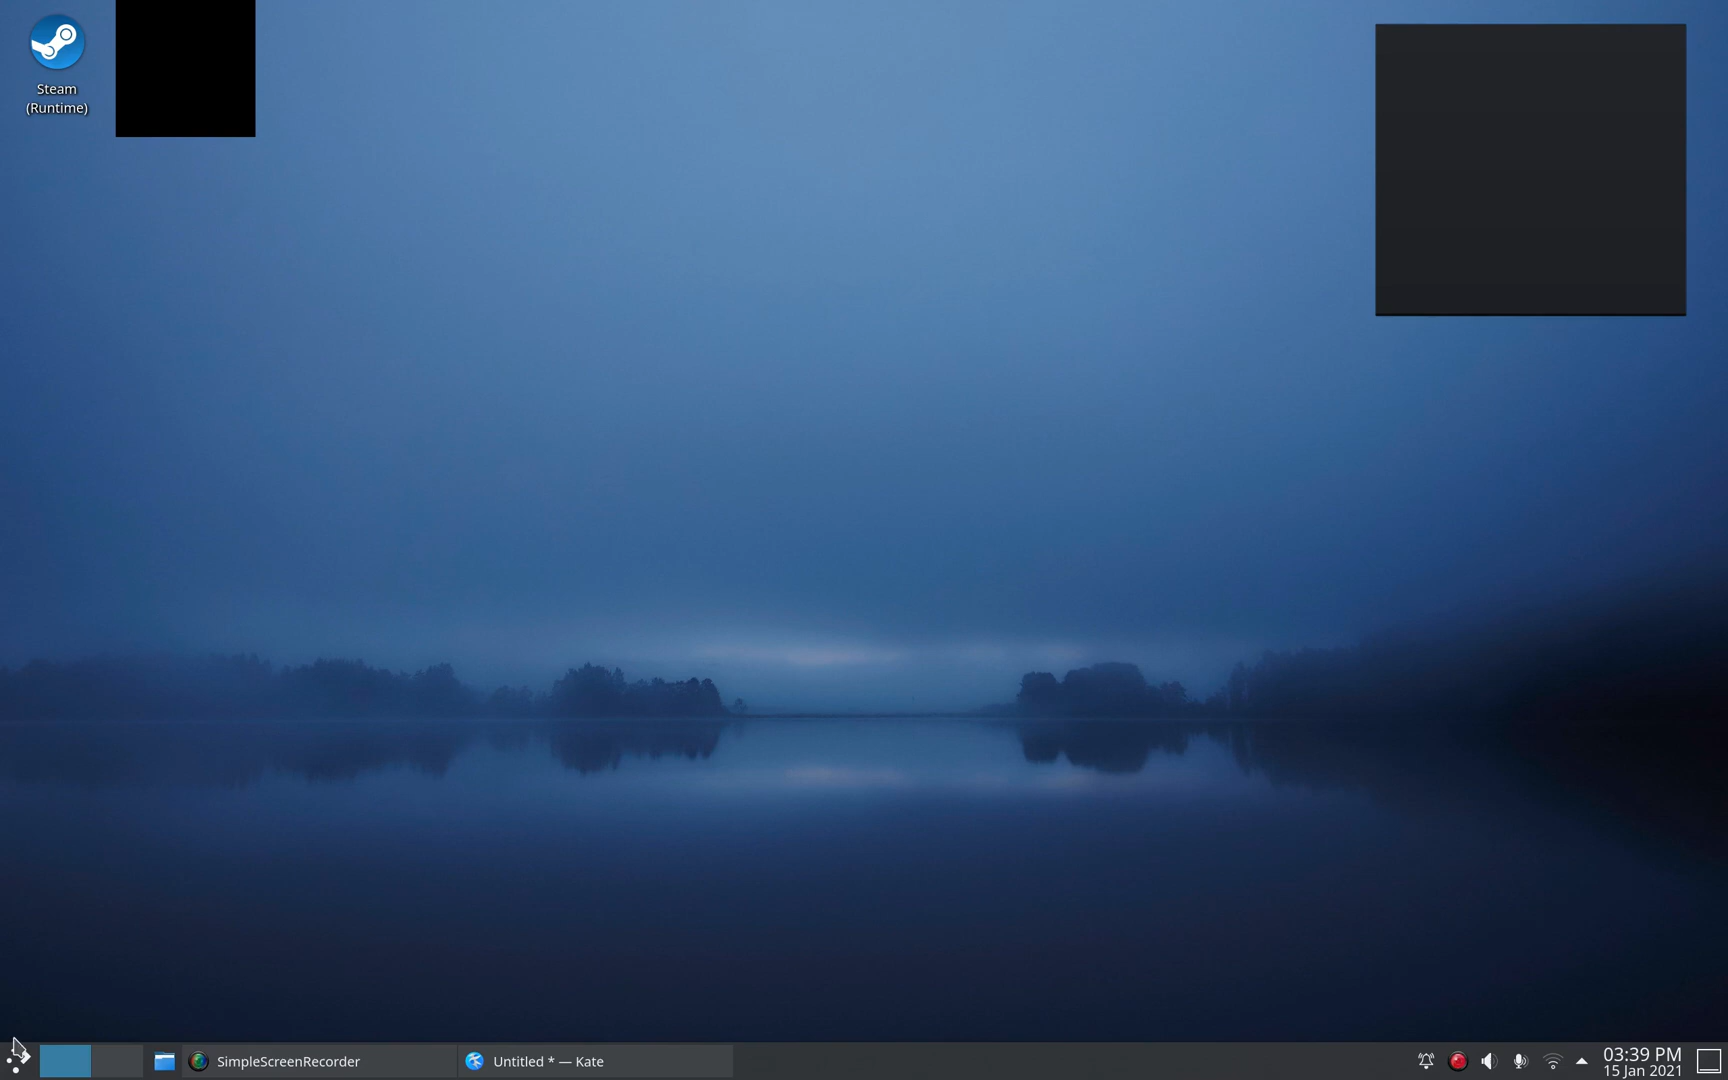 Steam
(Runtime)
SimpleScreenRecorder
Untitled * — Kate
03:39 PM
15 Jan 2021